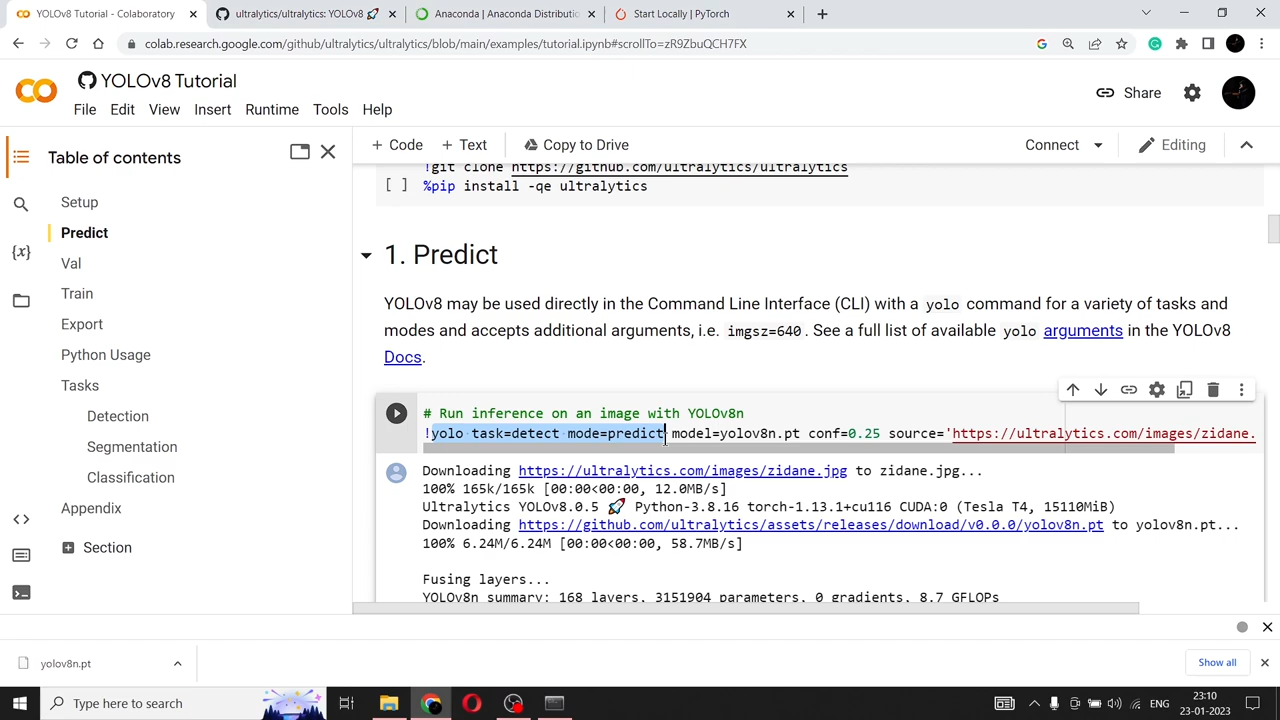 YOLOv8 Tutorial - Colaboratory
ultralytics/ultralytics: YOLOv8 🚀
Anaconda | Anaconda Distributio
Start Locally | PyTorch
colab.research.google.com/github/ultralytics/ultralytics/blob/main/examples/tutorial.ipynb#scrollTo=zR9ZbuQCH7FX
YOLOv8 Tutorial
Share
File Edit View Insert Runtime Tools Help
Table of contents
+ Code + Text Copy to Drive
Connect
Editing
Setup
Predict
Val
Train
Export
Python Usage
Tasks
Detection
Segmentation
Classification
Appendix
Section
!git clone https://github.com/ultralytics/ultralytics
[ ] %pip install -qe ultralytics
1. Predict
YOLOv8 may be used directly in the Command Line Interface (CLI) with a yolo command for a variety of tasks and
modes and accepts additional arguments, i.e. imgsz=640. See a full list of available yolo arguments in the YOLOv8
Docs.
# Run inference on an image with YOLOv8n
!yolo task=detect mode=predict model=yolov8n.pt conf=0.25 source='https://ultralytics.com/images/zidane.
Downloading https://ultralytics.com/images/zidane.jpg to zidane.jpg...
100% 165k/165k [00:00<00:00, 12.0MB/s]
Ultralytics YOLOv8.0.5 🚀 Python-3.8.16 torch-1.13.1+cu116 CUDA:0 (Tesla T4, 15110MiB)
Downloading https://github.com/ultralytics/assets/releases/download/v0.0.0/yolov8n.pt to yolov8n.pt...
100% 6.24M/6.24M [00:00<00:00, 58.7MB/s]
Fusing layers...
YOLOv8n summary: 168 layers, 3151904 parameters, 0 gradients, 8.7 GFLOPs
{x}
yolov8n.pt
Show all
Type here to search
ENG
23:10
23-01-2023